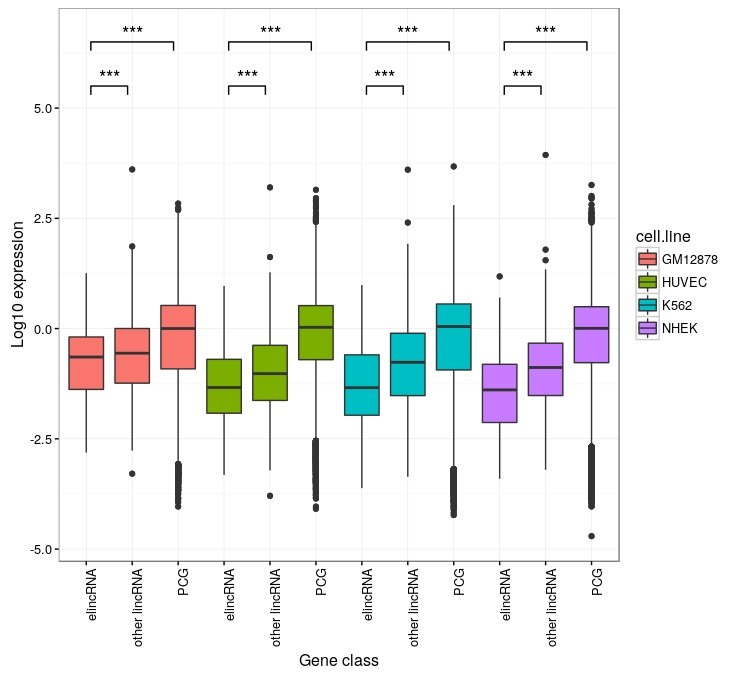 *** *** *** ***
*** *** *** ***
5.0
2.5
0.0
-2.5
-5.0
Log10 expression
elincRNA
other lincRNA
PCG
elincRNA
other lincRNA
PCG
elincRNA
other lincRNA
PCG
elincRNA
other lincRNA
PCG
Gene class
cell.line
GM12878
HUVEC
K562
NHEK